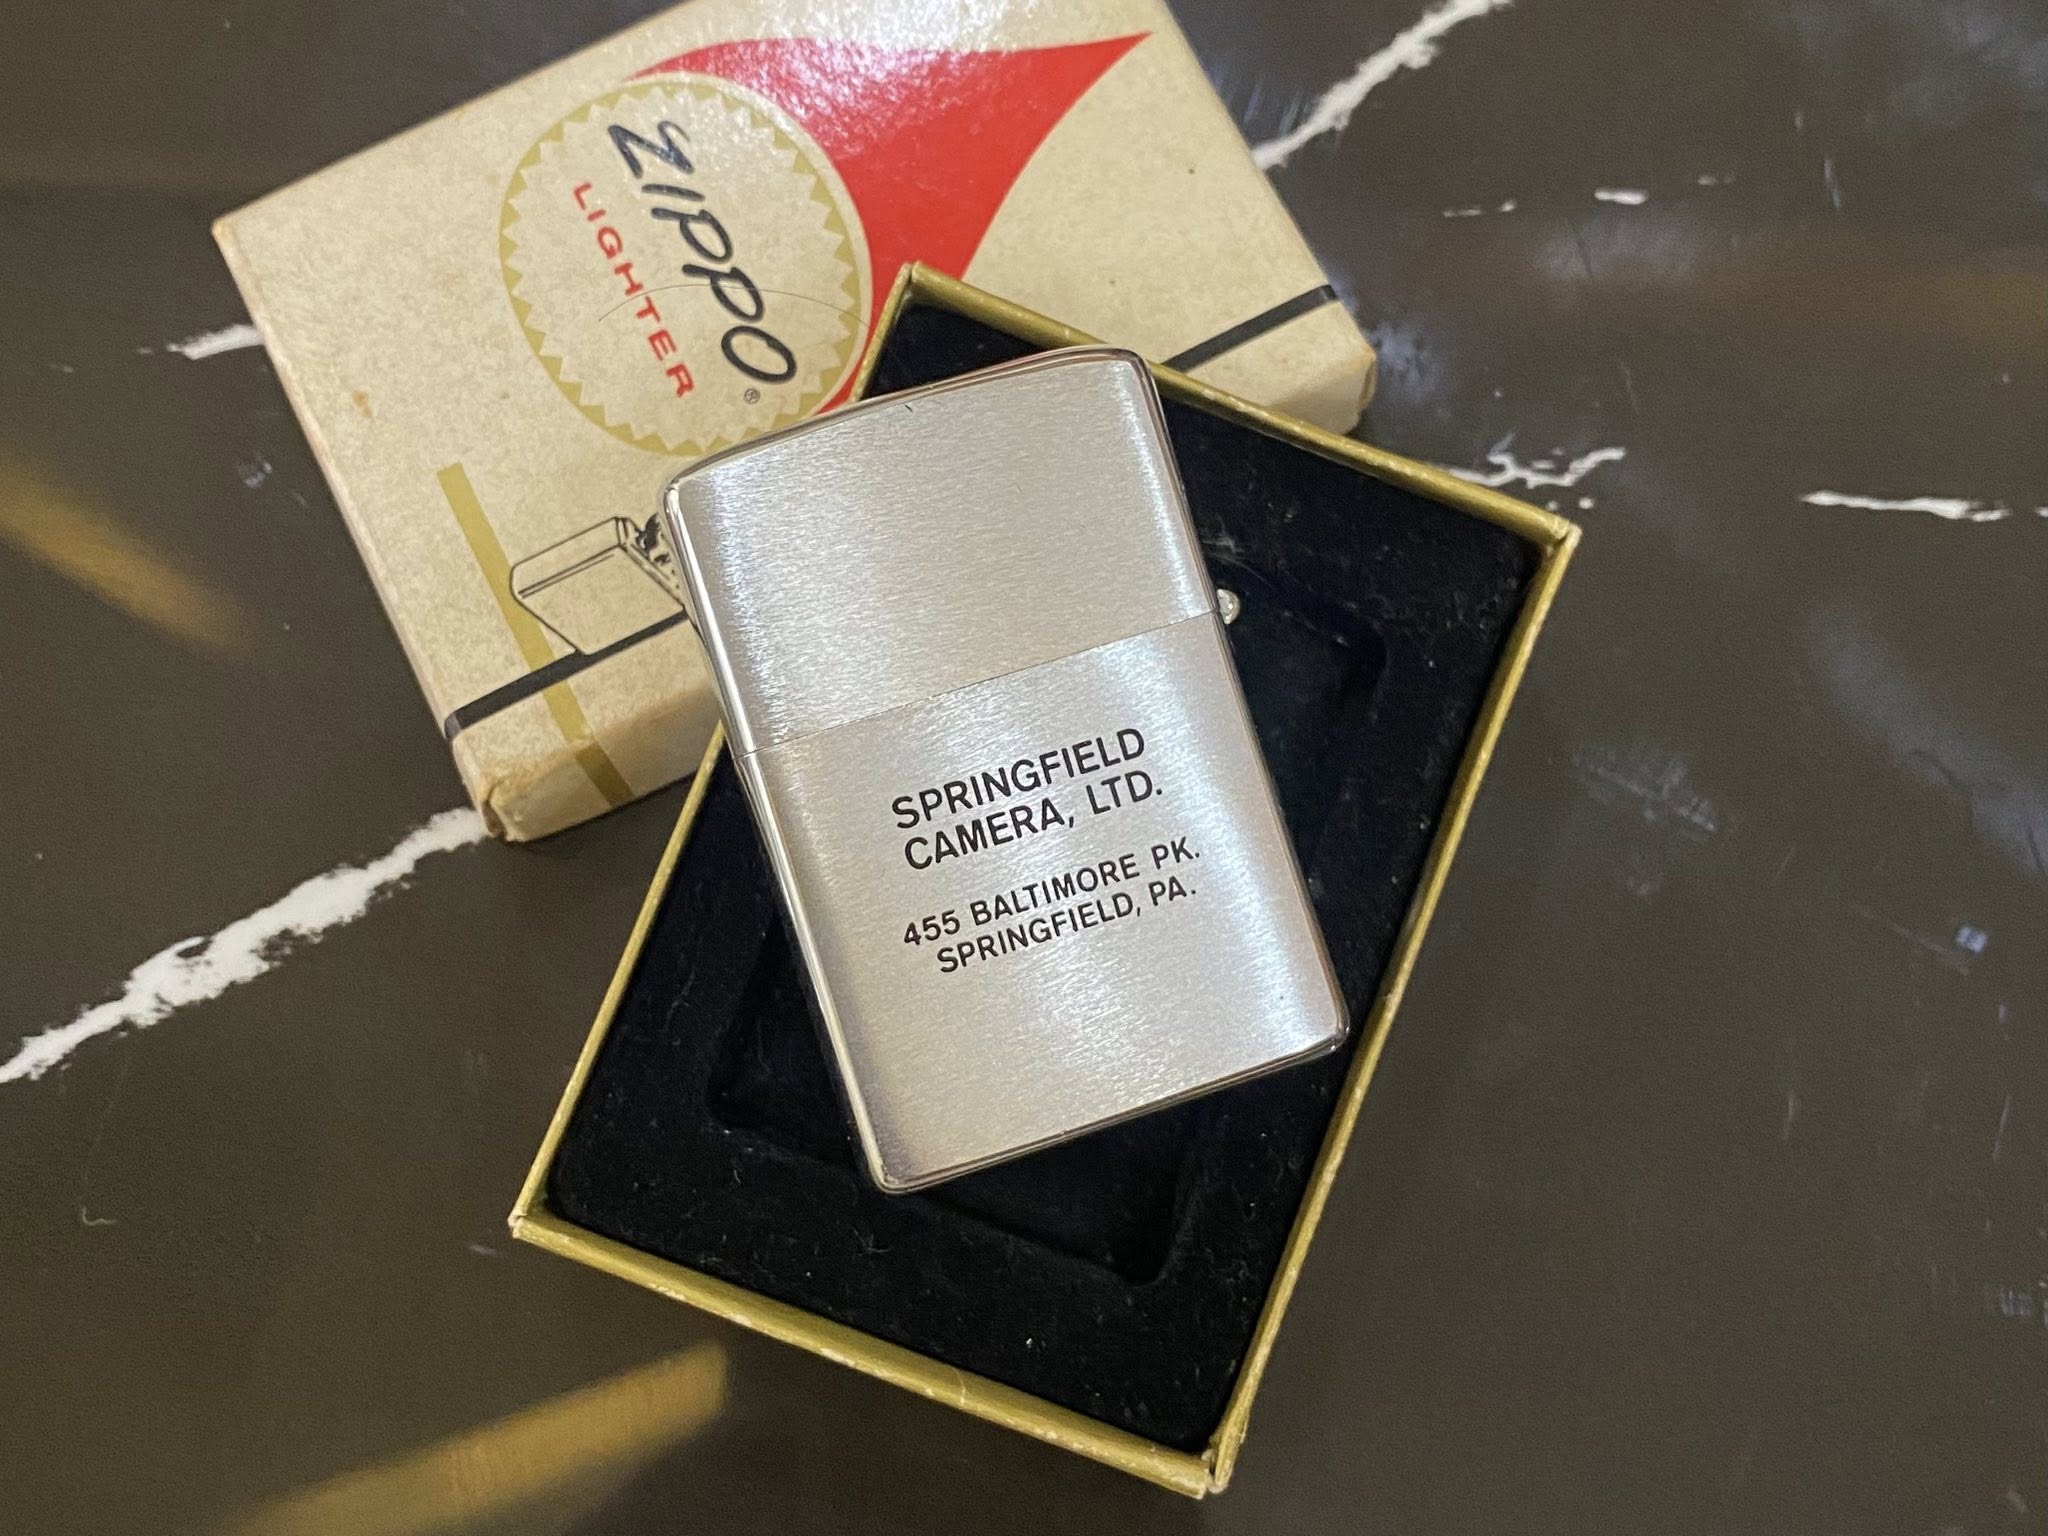 ZIPPO®
LIGHTER
SPRINGFIELD
CAMERA, LTD.
455 BALTIMORE PK.
SPRINGFIELD, PA.